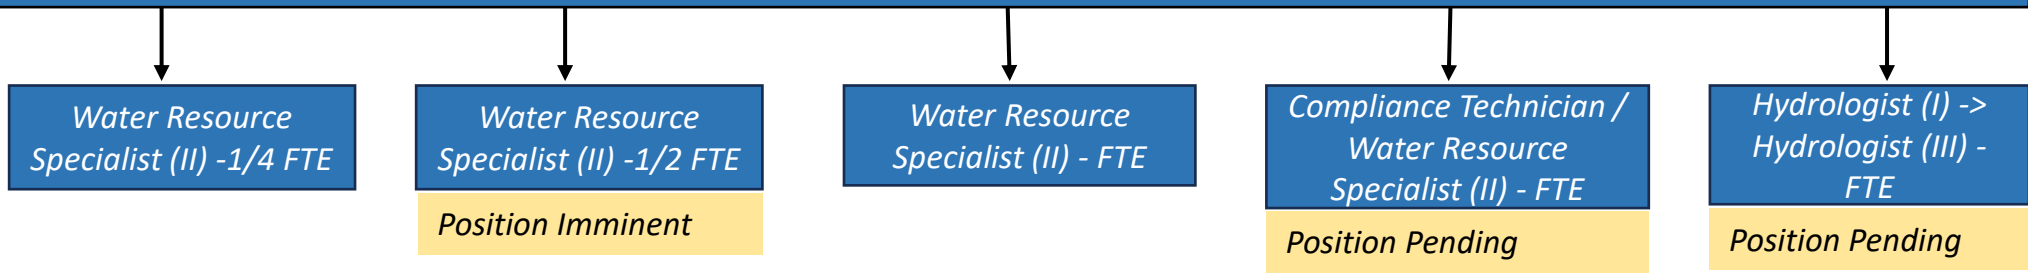 Water Resource
Specialist (II) -1/4 FTE
Water Resource
Specialist (II) -1/2 FTE
Position Imminent
Water Resource
Specialist (II) - FTE
Compliance Technician /
Water Resource
Specialist (II) - FTE
Position Pending
Hydrologist (I) ->
Hydrologist (III) -
FTE
Position Pending